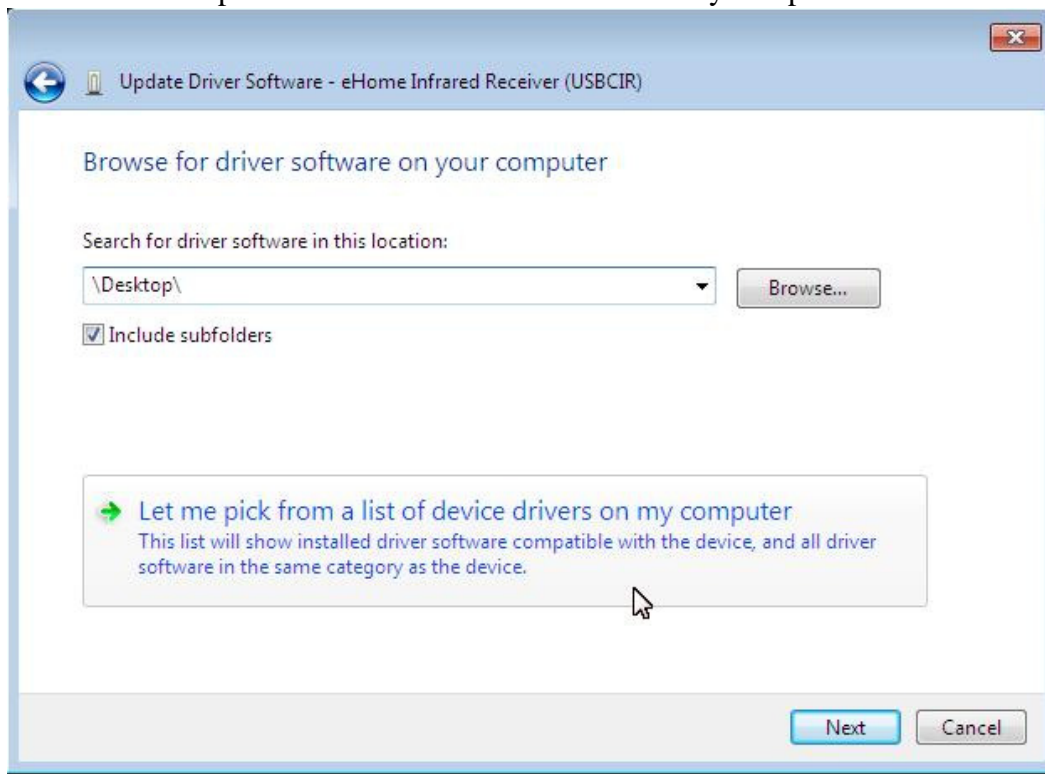 Update Driver Software - eHome Infrared Receiver (USBCIR)
Browse for driver software on your computer
Search for driver software in this location:
\Desktop\
Browse...
Include subfolders
Let me pick from a list of device drivers on my computer
This list will show installed driver software compatible with the device, and all driver
software in the same category as the device.
Next
Cancel